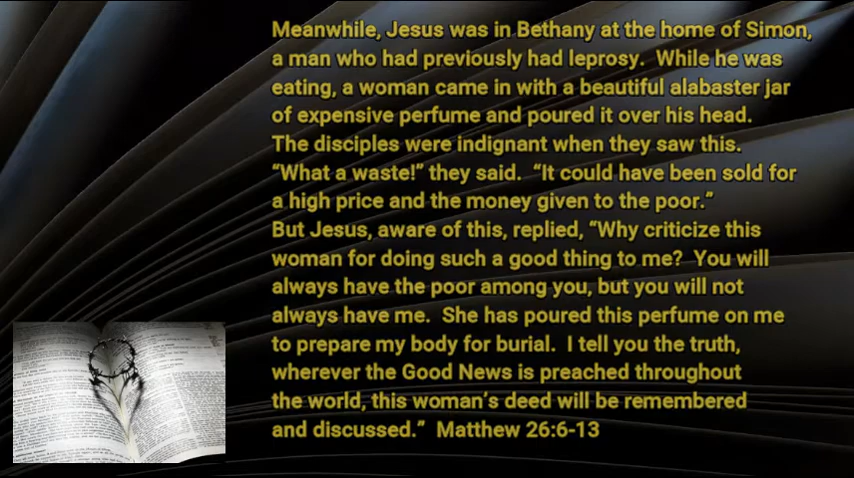 Meanwhile, Jesus was in Bethany at the home of Simon,
a man who had previously had leprosy.  While he was
eating, a woman came in with a beautiful alabaster jar
of expensive perfume and poured it over his head.
The disciples were indignant when they saw this.
“What a waste!” they said.  “It could have been sold for
a high price and the money given to the poor.”
But Jesus, aware of this, replied, “Why criticize this
woman for doing such a good thing to me?  You will
always have the poor among you, but you will not
always have me.  She has poured this perfume on me
to prepare my body for burial.  I tell you the truth,
wherever the Good News is preached throughout
the world, this woman’s deed will be remembered
and discussed.”  Matthew 26:6-13